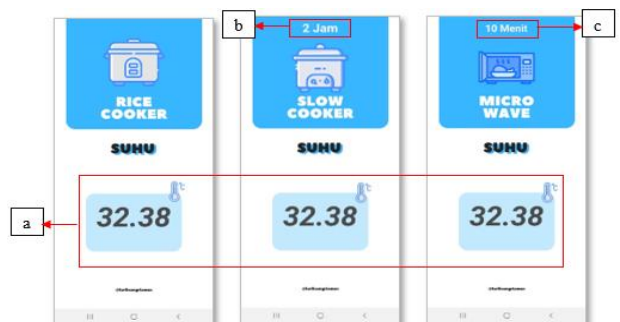 b
2 Jam
10 Menit
c
RICE
COOKER
SLOW
COOKER
MICRO
WAVE
SUHU
SUHU
SUHU
°C
°C
°C
a
32.38
32.38
32.38